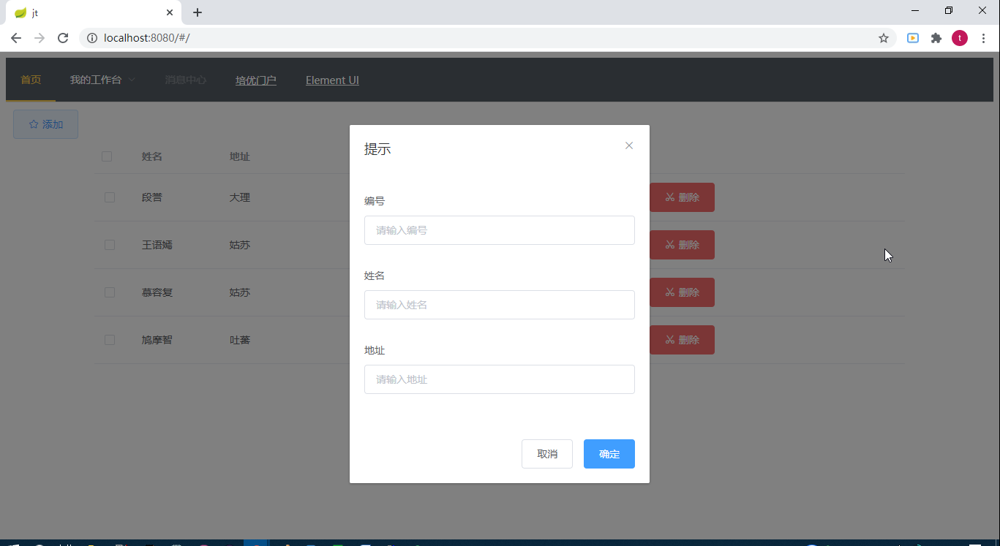 jt
localhost:8080/#/
t
首页 我的工作台 消息中心 培优门户 Element UI
添加
姓名 地址
段誉 大理 删除
王语嫣 姑苏 删除
慕容复 姑苏 删除
鸠摩智 吐蕃 删除
提示
编号
请输入编号
姓名
请输入姓名
地址
请输入地址
取消 确定